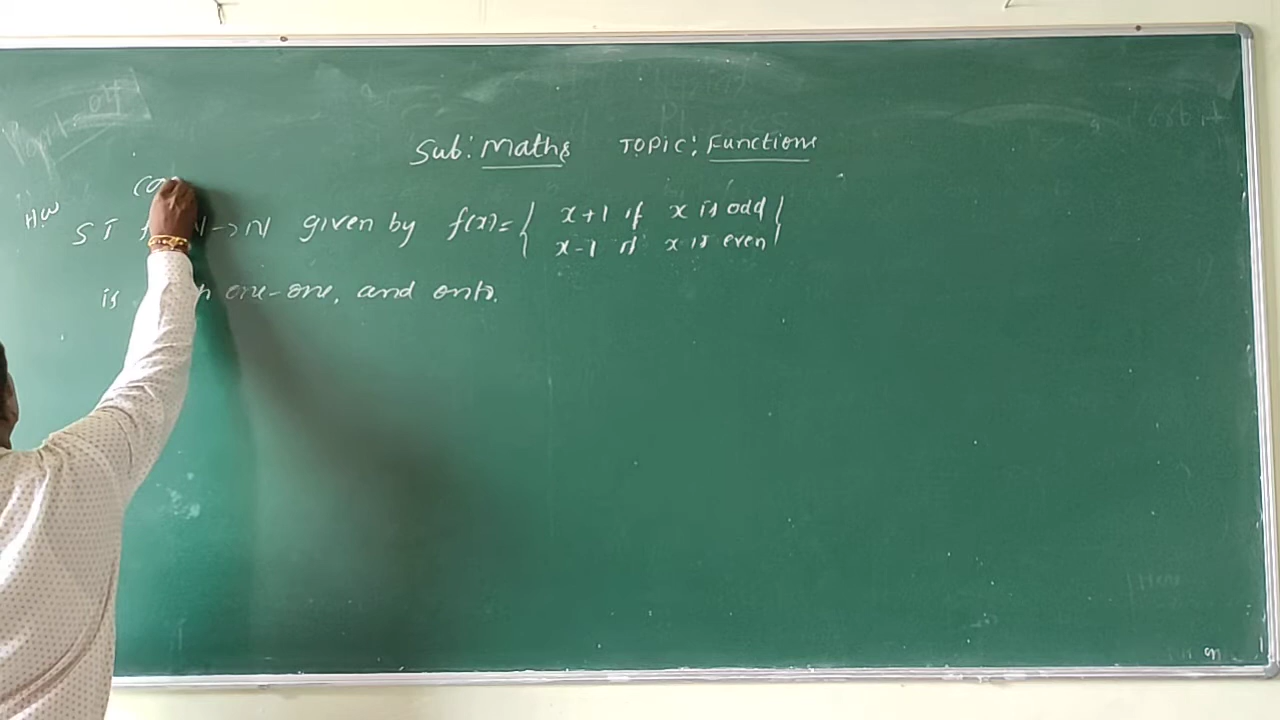 Sub: Maths TOPIC: Functions
(a
H.W
S T f N->N given by f(x)= { x+1 if x is odd
x-1 if x is even }
is one-one, and onto.